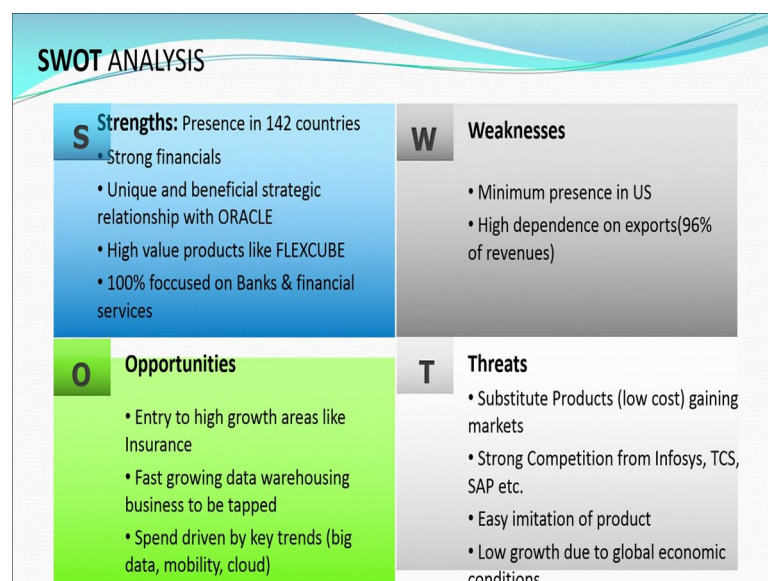 SWOT ANALYSIS
S
Strengths: Presence in 142 countries
• Strong financials
• Unique and beneficial strategic
relationship with ORACLE
• High value products like FLEXCUBE
• 100% foccused on Banks & financial
services
W
Weaknesses
• Minimum presence in US
• High dependence on exports(96%
of revenues)
O
Opportunities
• Entry to high growth areas like
Insurance
• Fast growing data warehousing
business to be tapped
• Spend driven by key trends (big
data, mobility, cloud)
T
Threats
• Substitute Products (low cost) gaining
markets
• Strong Competition from Infosys, TCS,
SAP etc.
• Easy imitation of product
• Low growth due to global economic
conditions